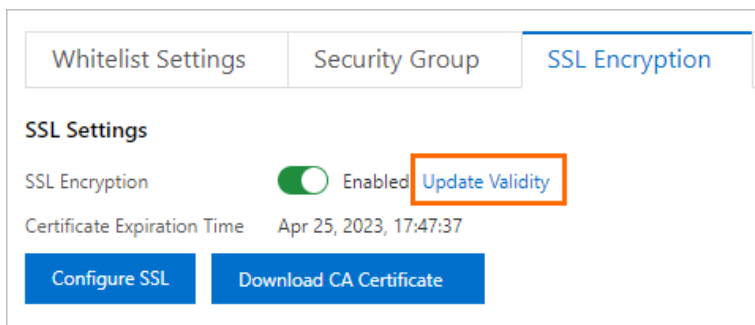 Whitelist Settings Security Group SSL Encryption
SSL Settings
SSL Encryption Enabled Update Validity
Certificate Expiration Time Apr 25, 2023, 17:47:37
Configure SSL Download CA Certificate